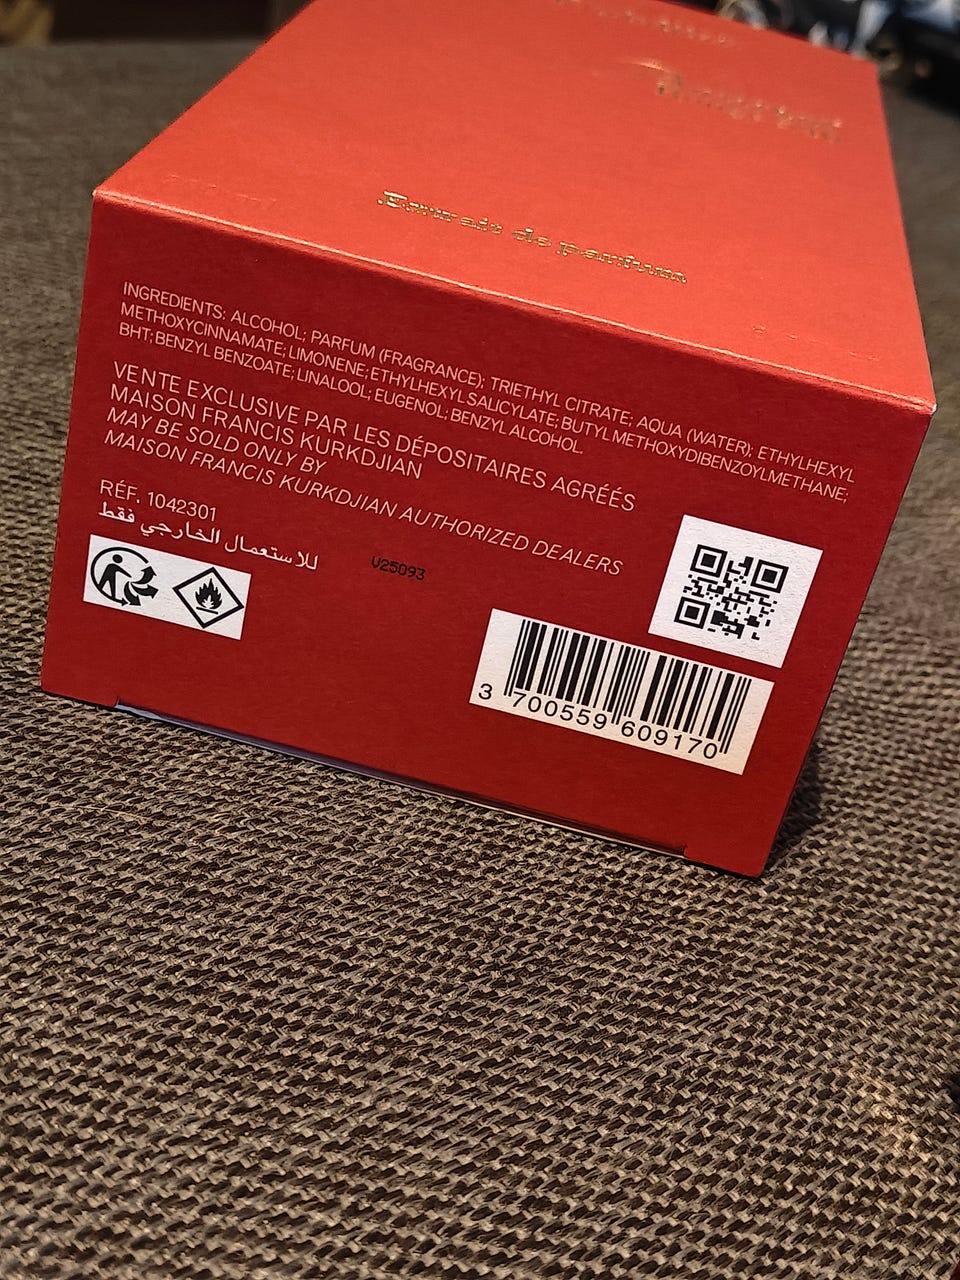 Extrait de parfum
INGREDIENTS: ALCOHOL; PARFUM (FRAGRANCE); TRIETHYL CITRATE; AQUA (WATER); ETHYLHEXYL
METHOXYCINNAMATE; LIMONENE; ETHYLHEXYL SALICYLATE; BUTYL METHOXYDIBENZOYLMETHANE;
BHT; BENZYL BENZOATE; LINALOOL; EUGENOL; BENZYL ALCOHOL.
VENTE EXCLUSIVE PAR LES DÉPOSITAIRES AGRÉÉS
MAISON FRANCIS KURKDJIAN
MAY BE SOLD ONLY BY
MAISON FRANCIS KURKDJIAN AUTHORIZED DEALERS
RÉF. 1042301
للاستعمال الخارجي فقط
U25093
3 700559 609170